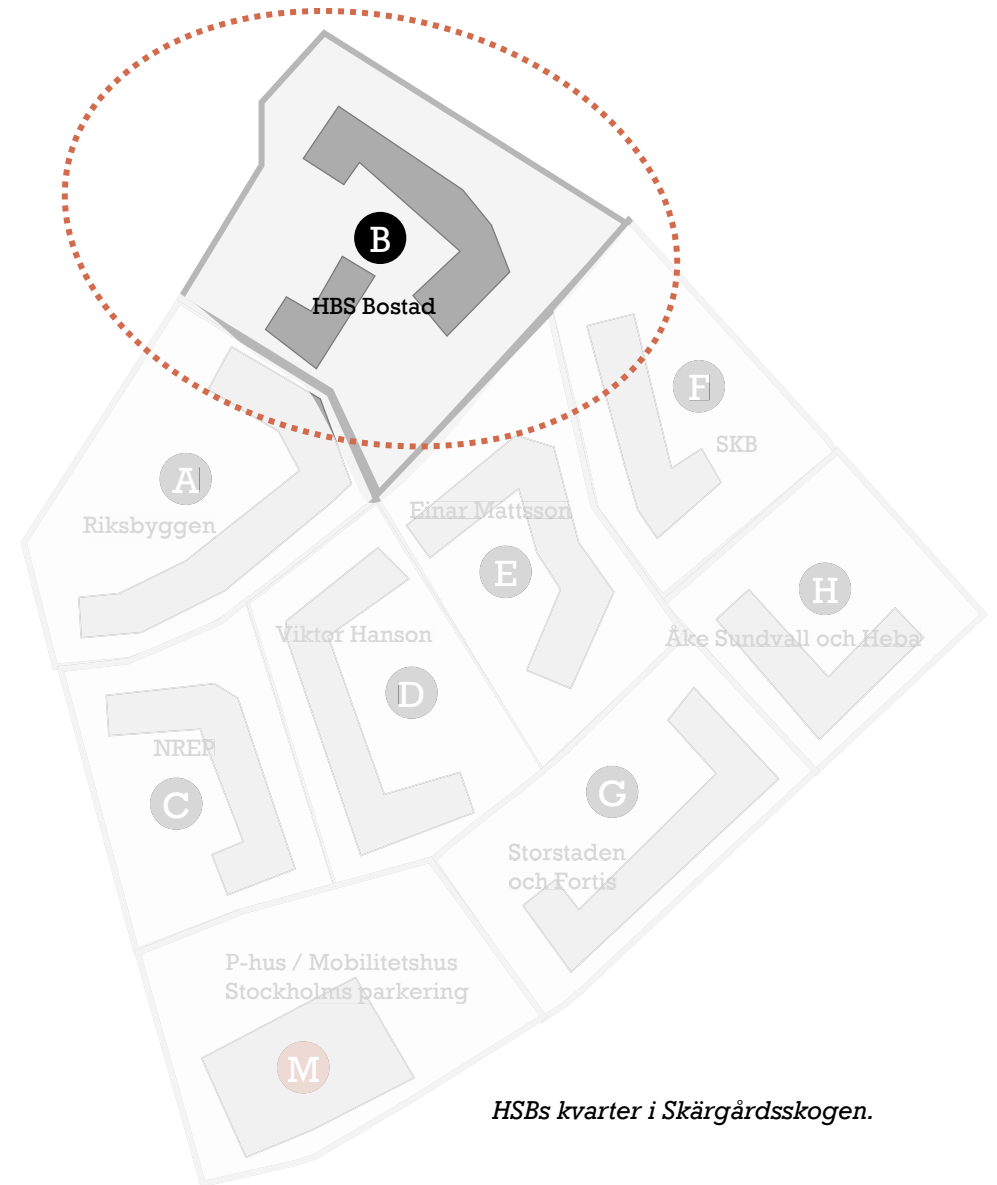 B
HBS Bostad
F
SKB
A
Riksbyggen
Einar Mattsson
E
H
Åke Sundvall och Heba
Viktor Hanson
D
NREP
C
G
Storstaden
och Fortis
P-hus / Mobilitetshus
Stockholms parkering
M
HSBs kvarter i Skärgårdsskogen.